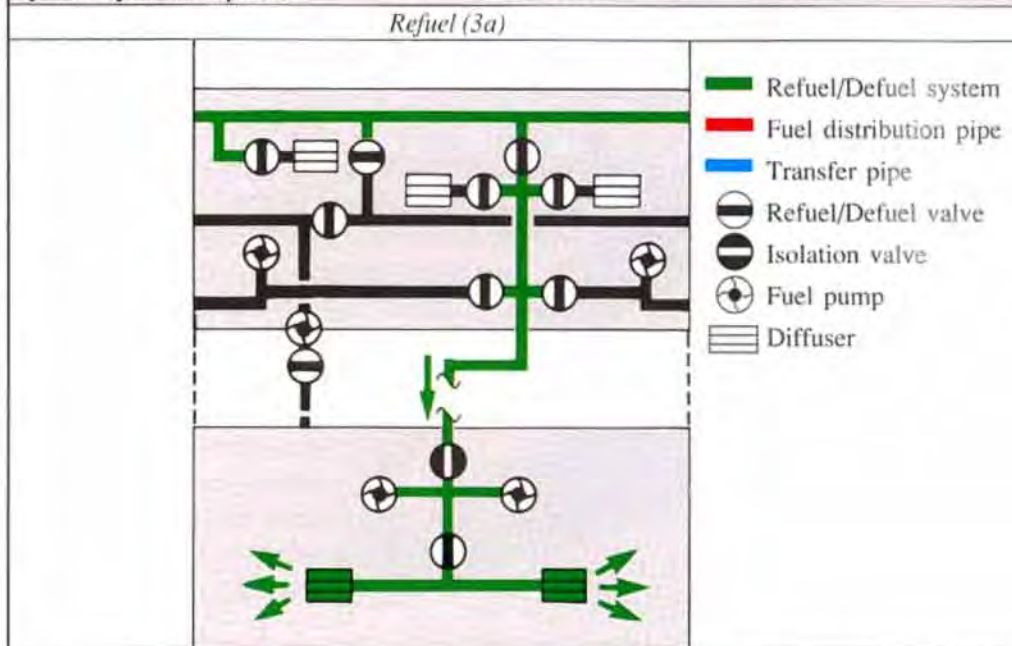 Refuel (3a)
Refuel/Defuel system
Fuel distribution pipe
Transfer pipe
Refuel/Defuel valve
Isolation valve
Fuel pump
Diffuser